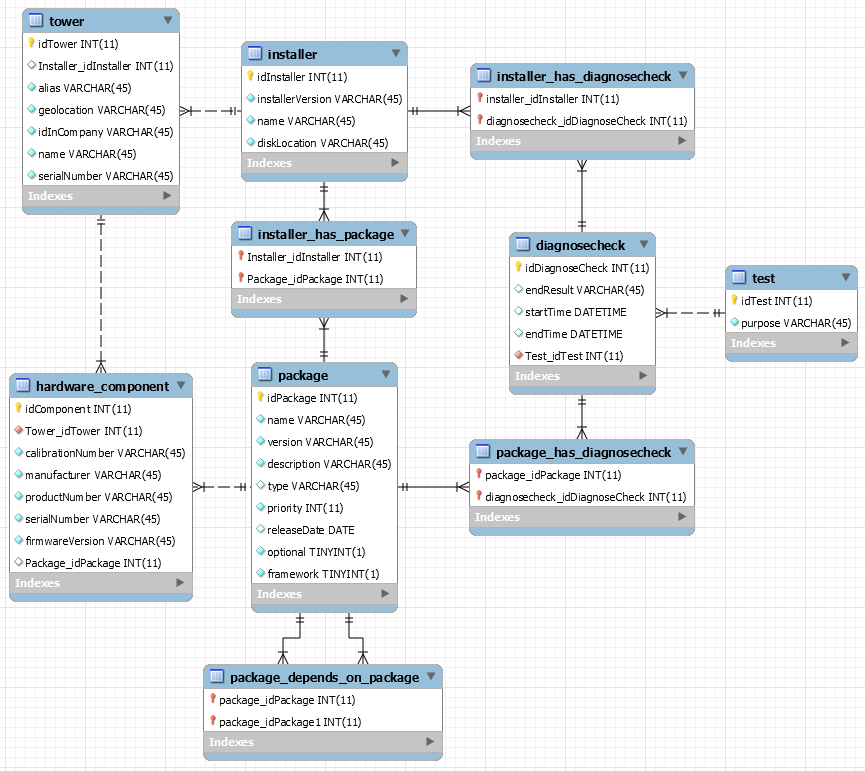 tower
idTower INT(11)
Installer_idInstaller INT(11)
alias VARCHAR(45)
geolocation VARCHAR(45)
idInCompany VARCHAR(45)
name VARCHAR(45)
serialNumber VARCHAR(45)
Indexes
installer
idInstaller INT(11)
installerVersion VARCHAR(45)
name VARCHAR(45)
diskLocation VARCHAR(45)
Indexes
installer_has_diagnosecheck
installer_idInstaller INT(11)
diagnosecheck_idDiagnoseCheck INT(11)
Indexes
installer_has_package
Installer_idInstaller INT(11)
Package_idPackage INT(11)
Indexes
diagnosecheck
idDiagnoseCheck INT(11)
endResult VARCHAR(45)
startTime DATETIME
endTime DATETIME
Test_idTest INT(11)
Indexes
test
idTest INT(11)
purpose VARCHAR(45)
Indexes
hardware_component
idComponent INT(11)
Tower_idTower INT(11)
calibrationNumber VARCHAR(45)
manufacturer VARCHAR(45)
productNumber VARCHAR(45)
serialNumber VARCHAR(45)
firmwareVersion VARCHAR(45)
Package_idPackage INT(11)
Indexes
package
idPackage INT(11)
name VARCHAR(45)
version VARCHAR(45)
description VARCHAR(45)
type VARCHAR(45)
priority INT(11)
releaseDate DATE
optional TINYINT(1)
framework TINYINT(1)
Indexes
package_has_diagnosecheck
package_idPackage INT(11)
diagnosecheck_idDiagnoseCheck INT(11)
Indexes
package_depends_on_package
package_idPackage INT(11)
package_idPackage1 INT(11)
Indexes